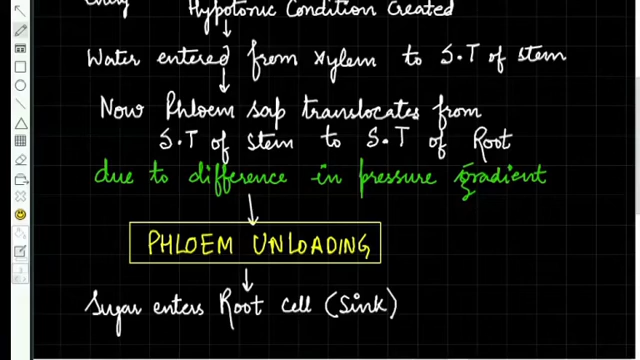 Hypotonic Condition Created
Water entered from xylem to S.T of stem
Now Phloem sap translocates from
S.T of stem to S.T of Root
due to difference in pressure gradient
PHLOEM UNLOADING
Sugar enters Root cell (Sink)